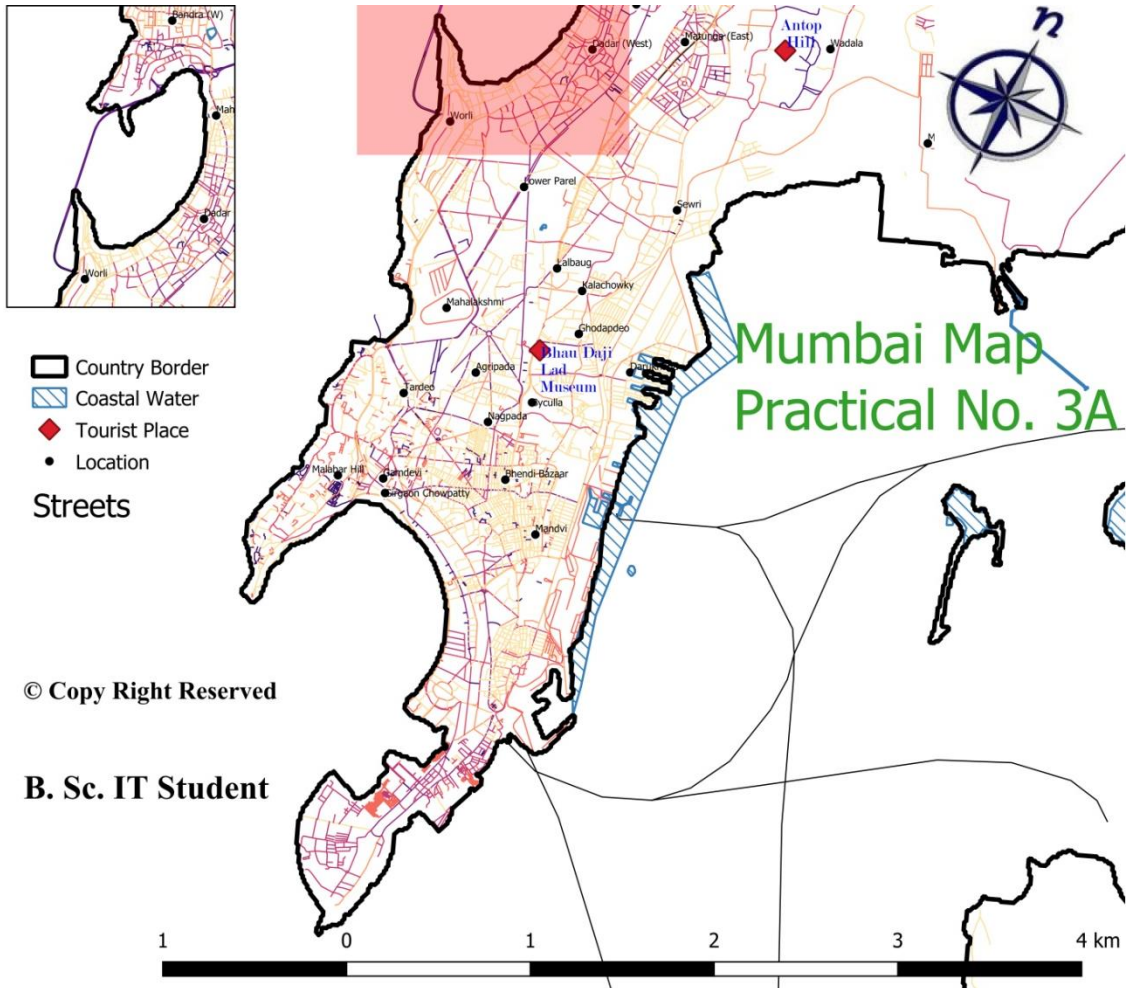 Bandra (W)
Mah
Dadar
Worli
Dadar (West)
Matunga (East)
Antop
Hill
Wadala
n
Worli
M
Lower Parel
Sewri
Lalbaug
Kalachowky
Mahalakshmi
Ghodapdeo
Bhau Daji
Lad
Museum
Agripada
Tardeo
Byculla
Nagpada
Mumbai Map
Practical No. 3A
Country Border
Coastal Water
Tourist Place
Location
Streets
Malabar Hill
Gamdevi
Girgaon Chowpatty
Bhendi Bazaar
Mandvi
© Copy Right Reserved
B. Sc. IT Student
1 0 1 2 3 4 km